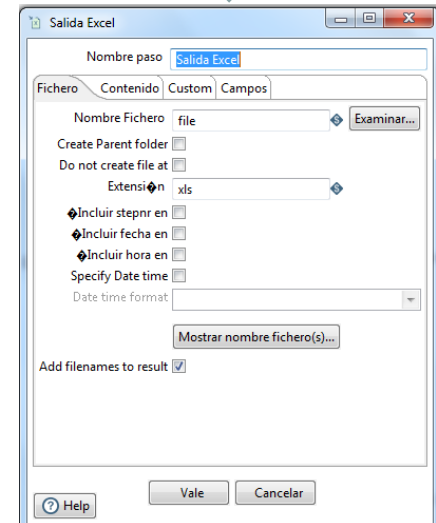 Salida Excel
Nombre paso Salida Excel
Fichero Contenido Custom Campos
Nombre Fichero file Examinar...
Create Parent folder
Do not create file at
Extensi�n xls
�Incluir stepnr en
�Incluir fecha en
�Incluir hora en
Specify Date time
Date time format
Mostrar nombre fichero(s)...
Add filenames to result
Vale Cancelar
Help